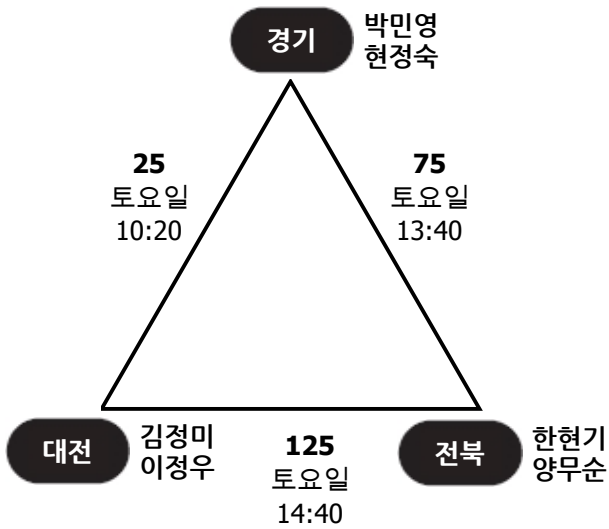 경기
박민영
현정숙
25
토요일
10:20
75
토요일
13:40
대전
김정미
이정우
125
토요일
14:40
전북
한현기
양무순